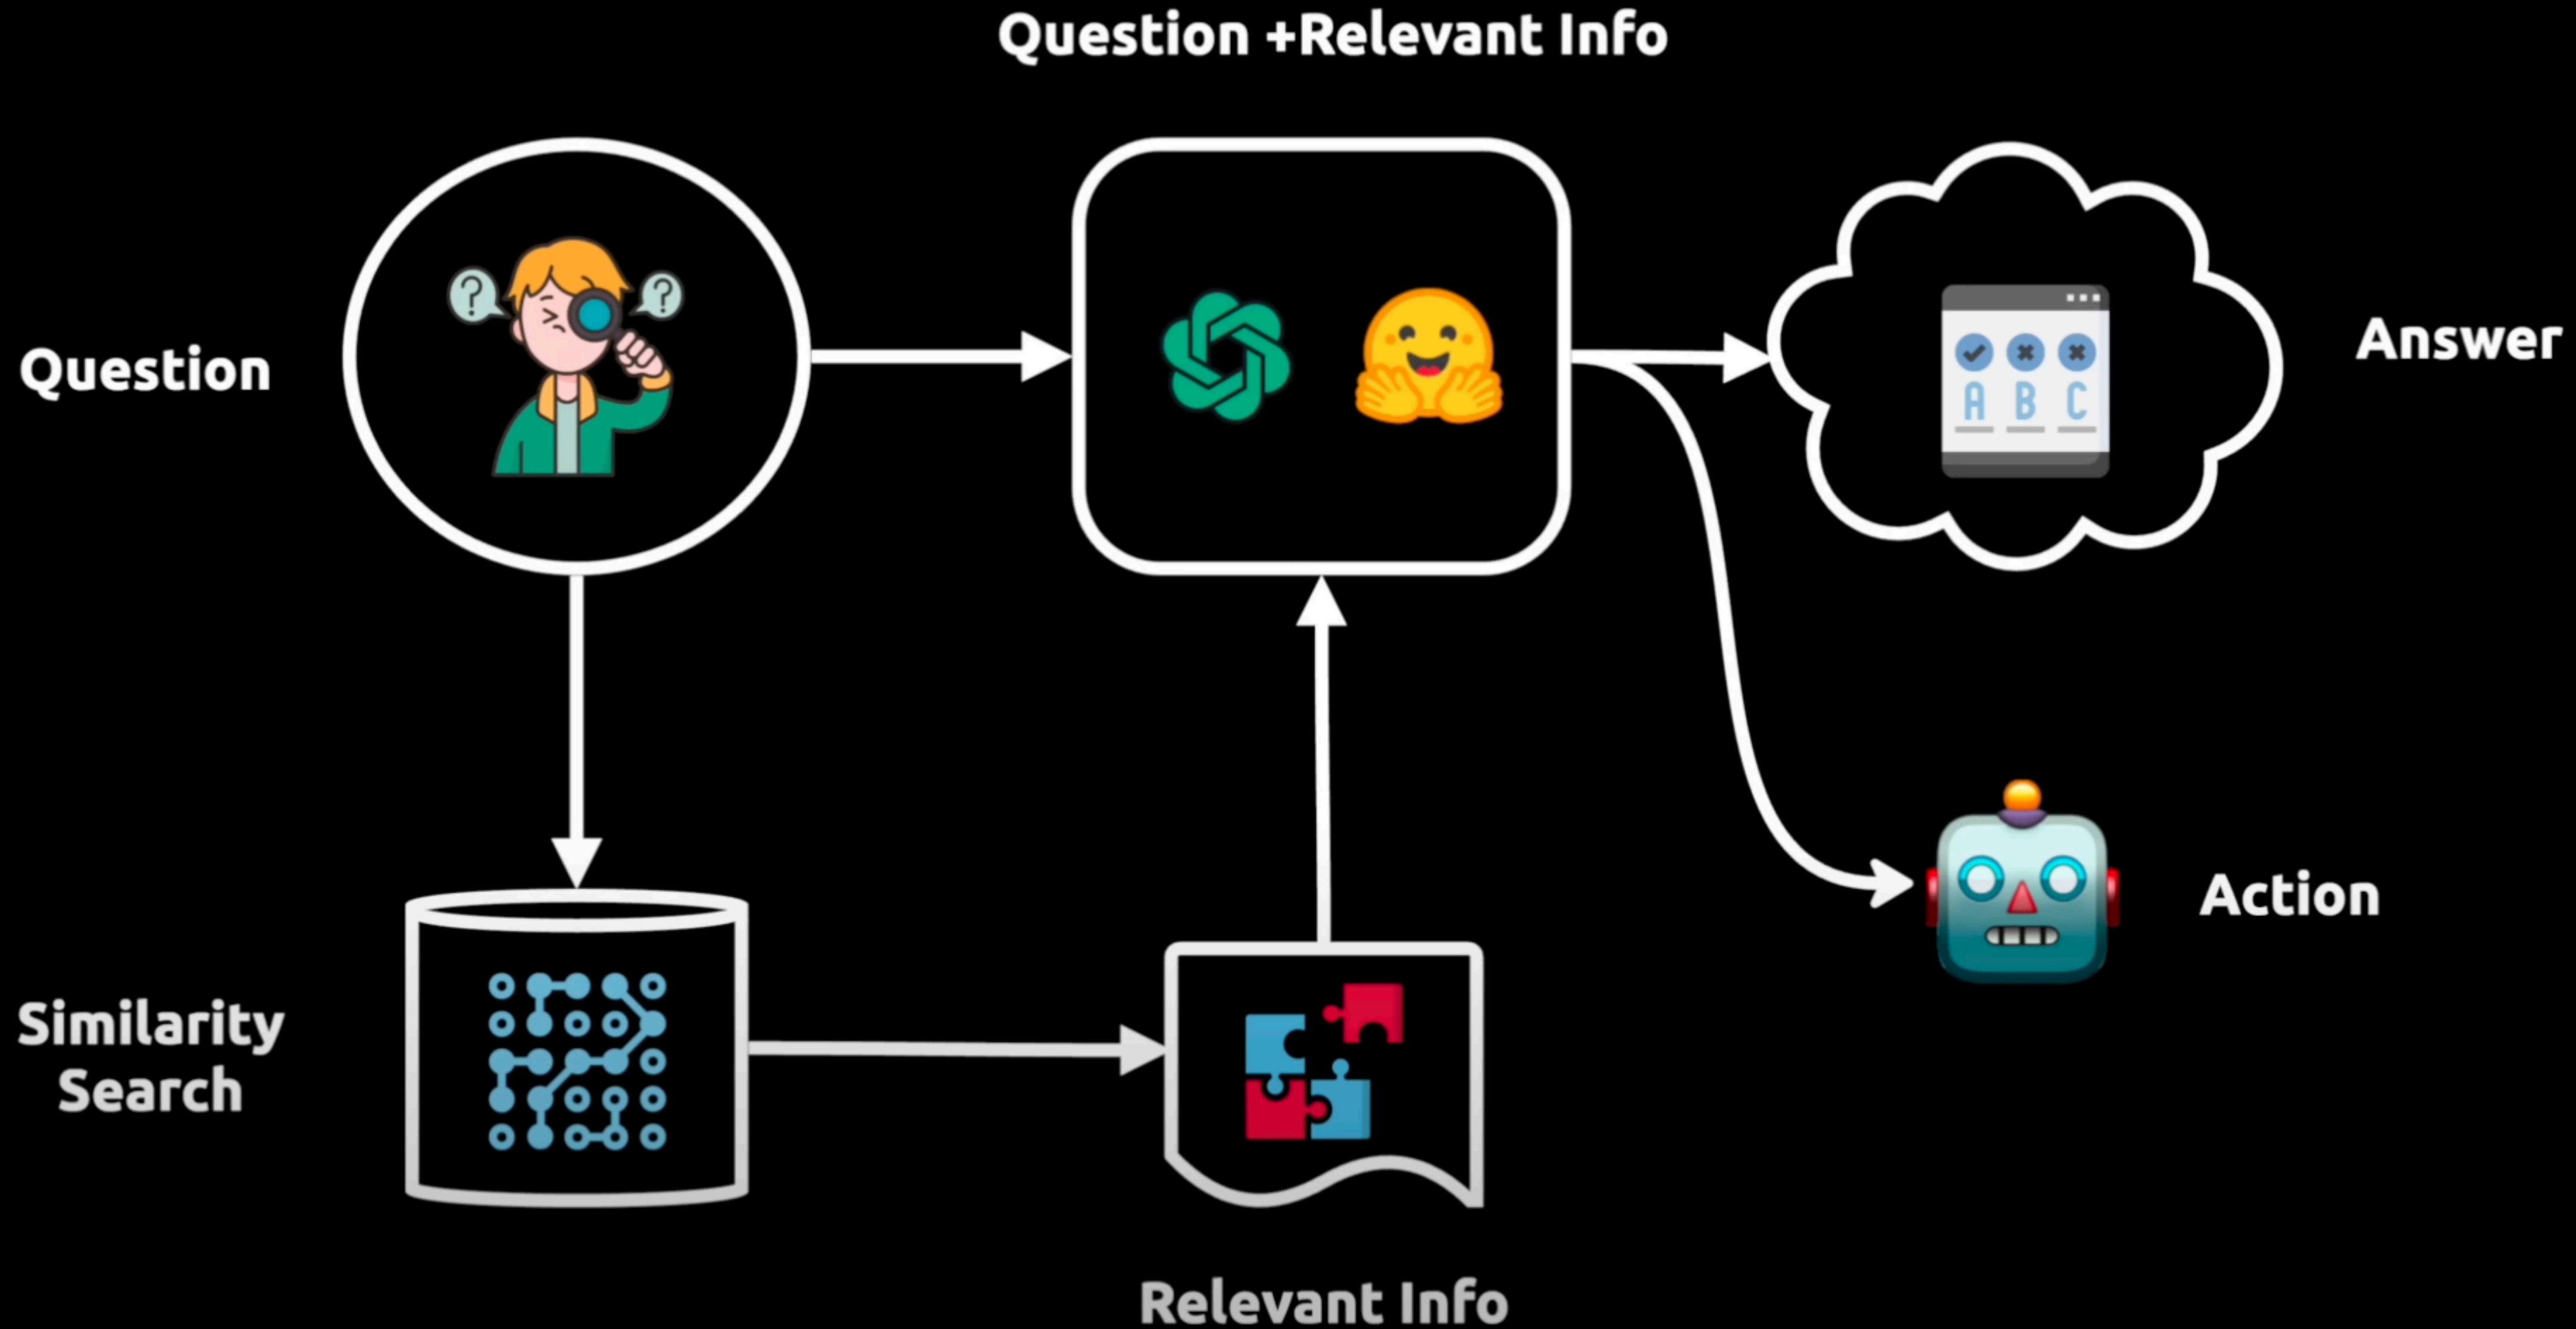 Question +Relevant Info
Question
?
?
A B C
Answer
Action
Similarity
Search
Relevant Info